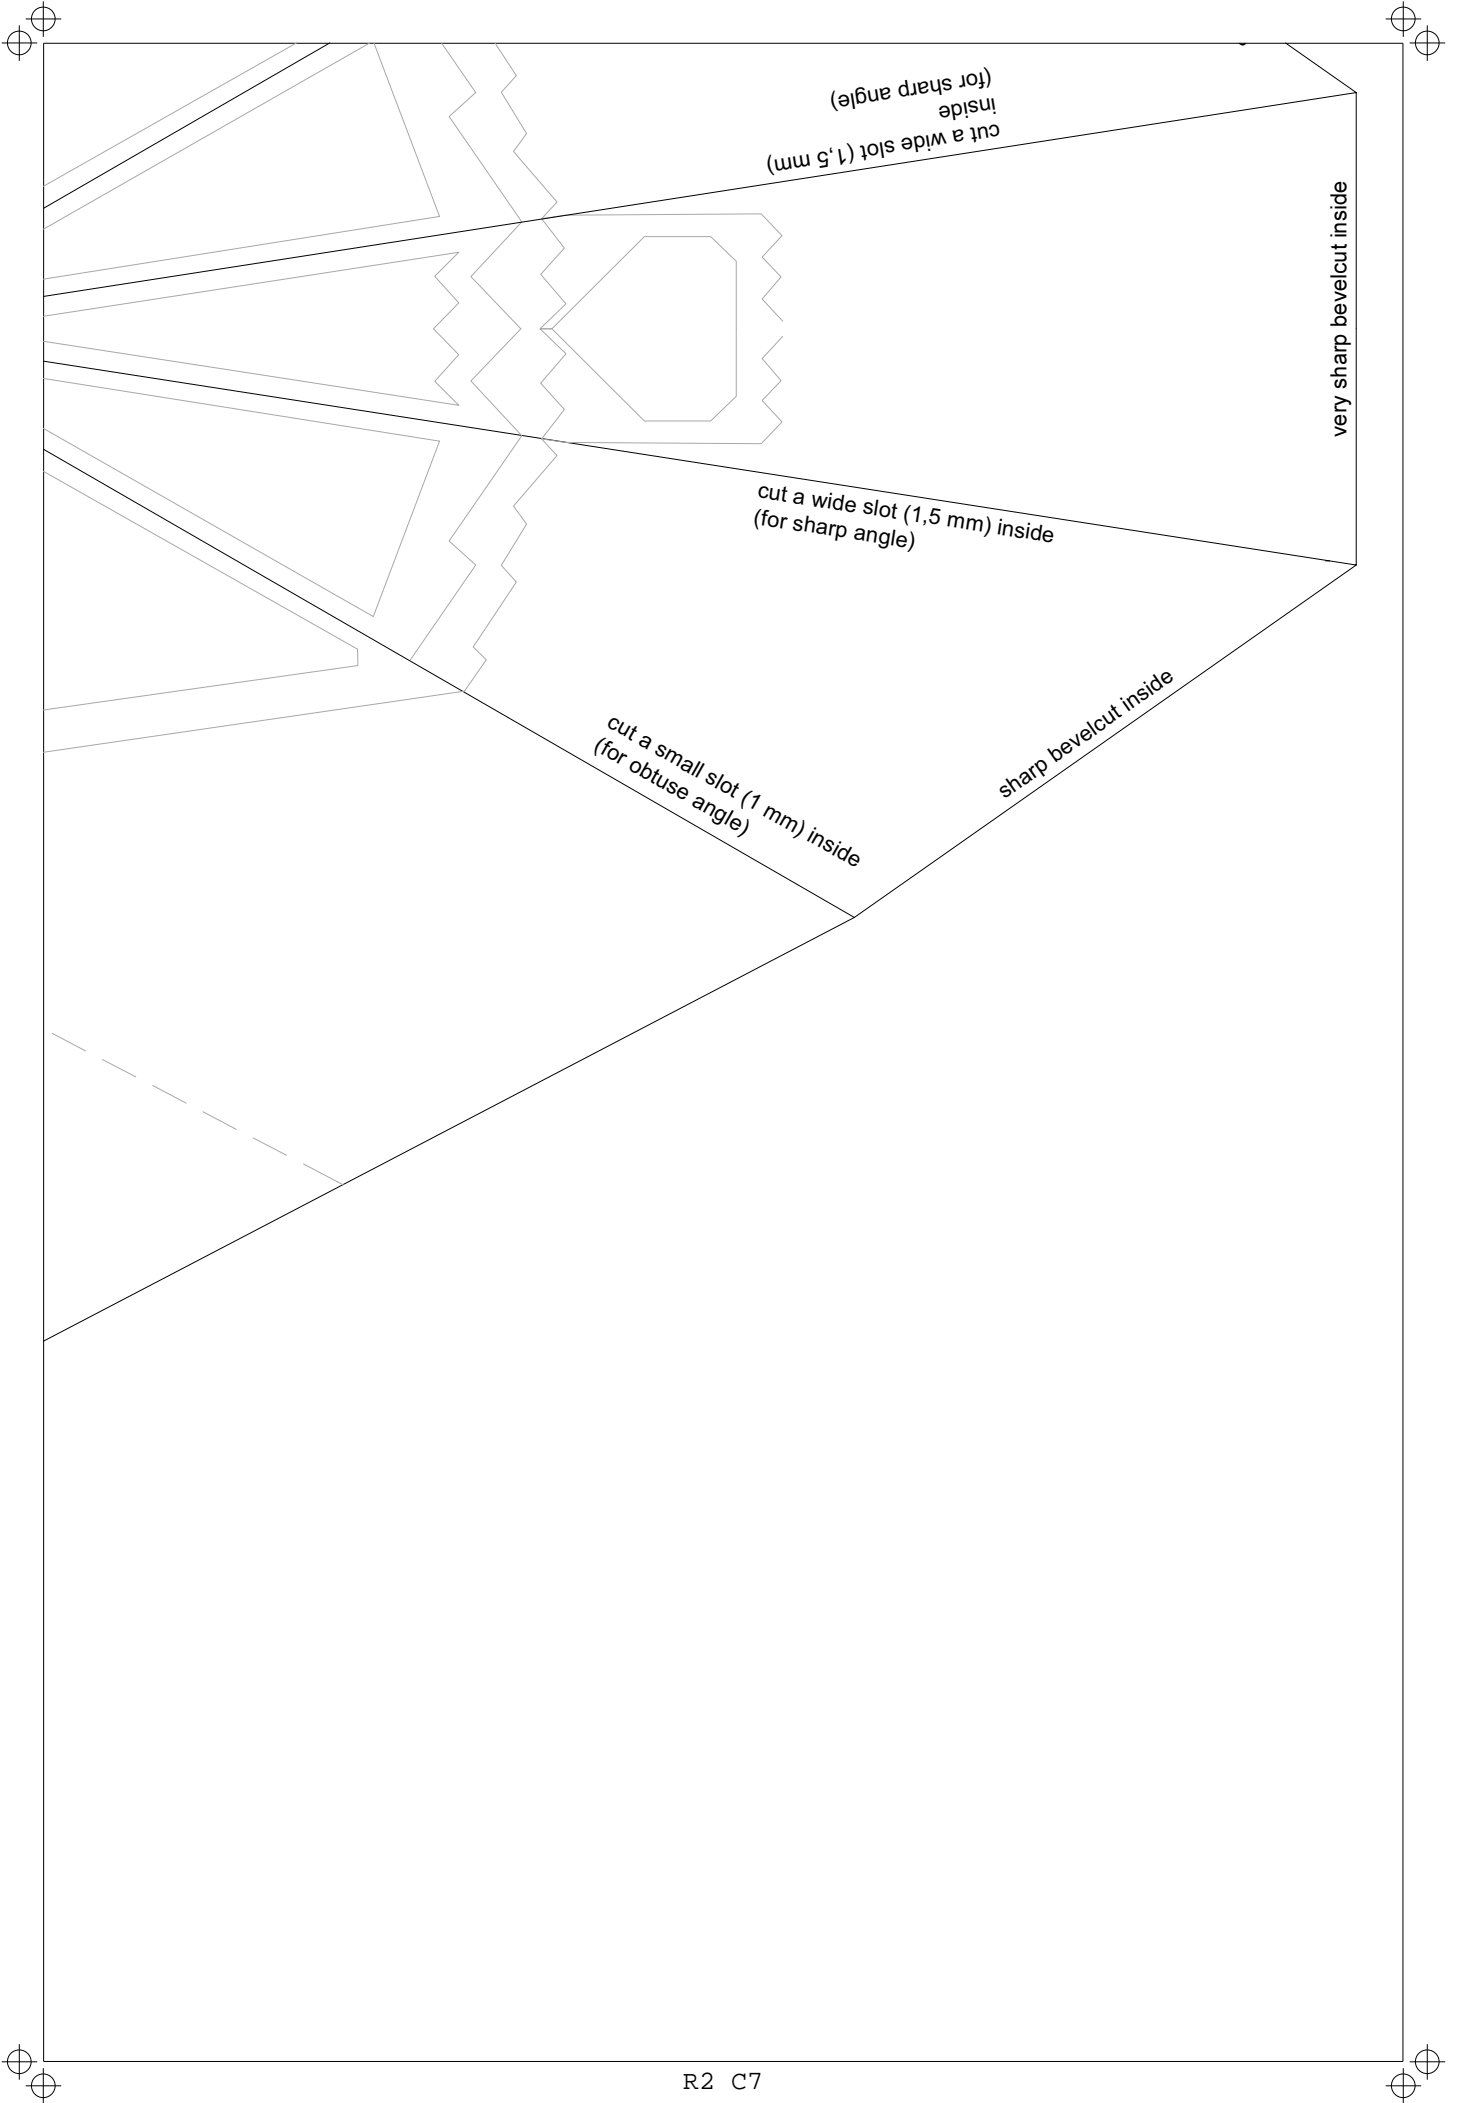 cut a wide slot (1,5 mm)
inside
(for sharp angle)
very sharp bevelcut inside
cut a wide slot (1,5 mm) inside
(for sharp angle)
sharp bevelcut inside
cut a small slot (1 mm) inside
(for obtuse angle)
R2 C7